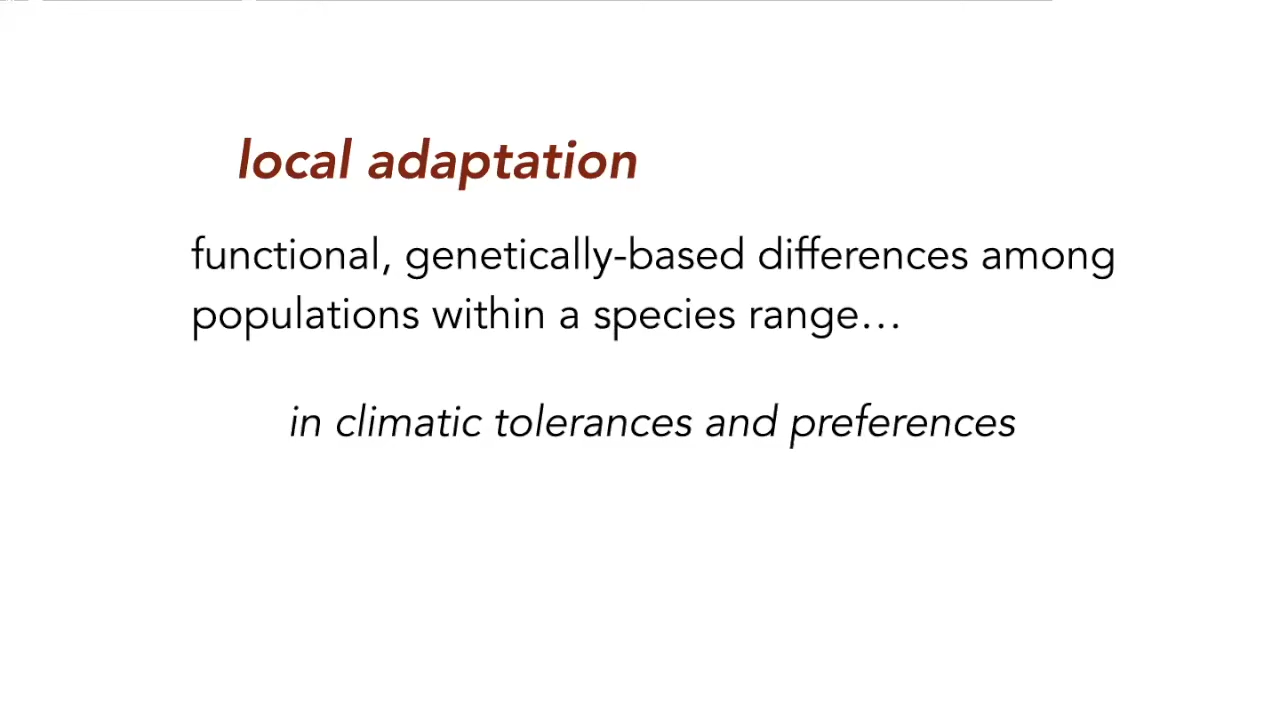 local adaptation
functional, genetically-based differences among
populations within a species range…
in climatic tolerances and preferences